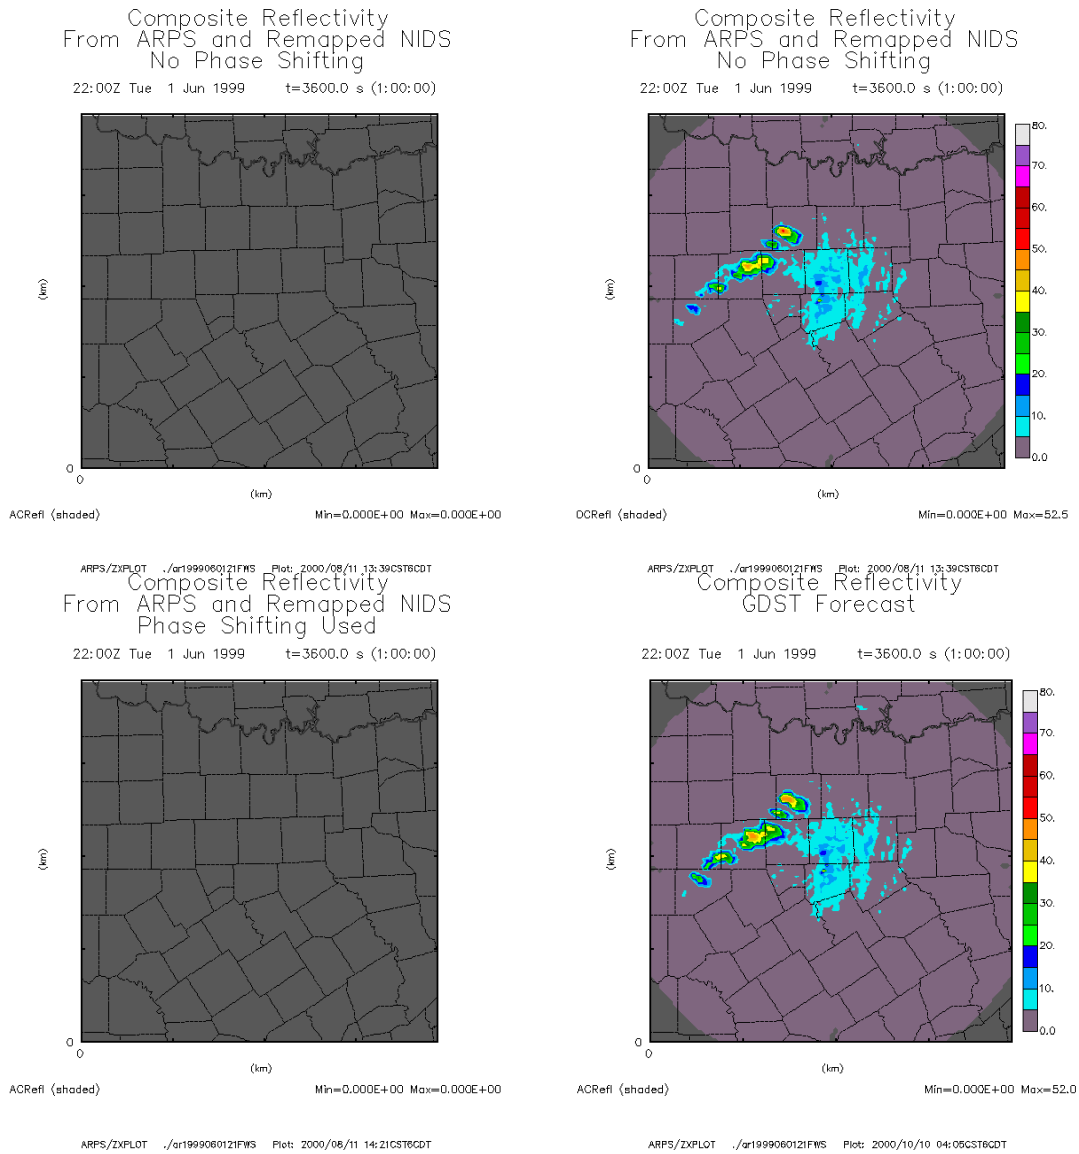 Composite Reflectivity
From ARPS and Remapped NIDS
No Phase Shifting
22:00Z Tue 1 Jun 1999 t=3600.0 s (1:00:00)
(km)
0
0
(km)
ACRefl (shaded) Min=0.000E+00 Max=0.000E+00
ARPS/ZXPLOT ./ar1999060121FWS Plot: 2000/08/11 13:39CST6CDT
Composite Reflectivity
From ARPS and Remapped NIDS
No Phase Shifting
22:00Z Tue 1 Jun 1999 t=3600.0 s (1:00:00)
80.
70.
60.
50.
40.
30.
20.
10.
0.0
(km)
0
0
(km)
DCRefl (shaded) Min=0.000E+00 Max=52.5
ARPS/ZXPLOT ./ar1999060121FWS Plot: 2000/08/11 13:39CST6CDT
Composite Reflectivity
From ARPS and Remapped NIDS
Phase Shifting Used
22:00Z Tue 1 Jun 1999 t=3600.0 s (1:00:00)
(km)
0
0
(km)
ACRefl (shaded) Min=0.000E+00 Max=0.000E+00
ARPS/ZXPLOT ./ar1999060121FWS Plot: 2000/08/11 14:21CST6CDT
Composite Reflectivity
GDST Forecast
22:00Z Tue 1 Jun 1999 t=3600.0 s (1:00:00)
80.
70.
60.
50.
40.
30.
20.
10.
0.0
(km)
0
0
(km)
ACRefl (shaded) Min=0.000E+00 Max=52.0
ARPS/ZXPLOT ./ar1999060121FWS Plot: 2000/10/10 04:05CST6CDT